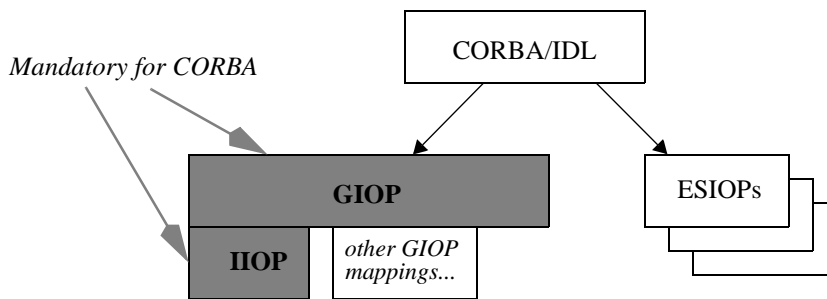 CORBA/IDL
Mandatory for CORBA
GIOP
ESIOPs
IIOP
other GIOP
mappings...